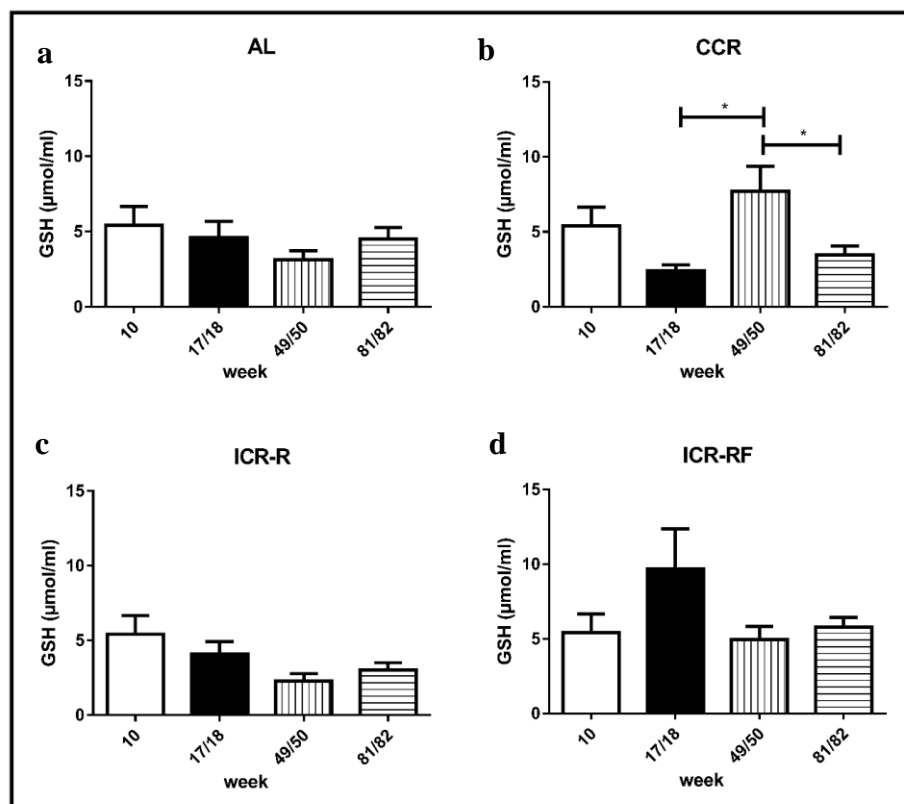 a
AL
GSH (μmol/ml)
15
10
5
0
10
17/18
49/50
81/82
week
b
CCR
GSH (μmol/ml)
15
10
5
0
*
*
10
17/18
49/50
81/82
week
c
ICR-R
GSH (μmol/ml)
15
10
5
0
10
17/18
49/50
81/82
week
d
ICR-RF
GSH (μmol/ml)
15
10
5
0
10
17/18
49/50
81/82
week